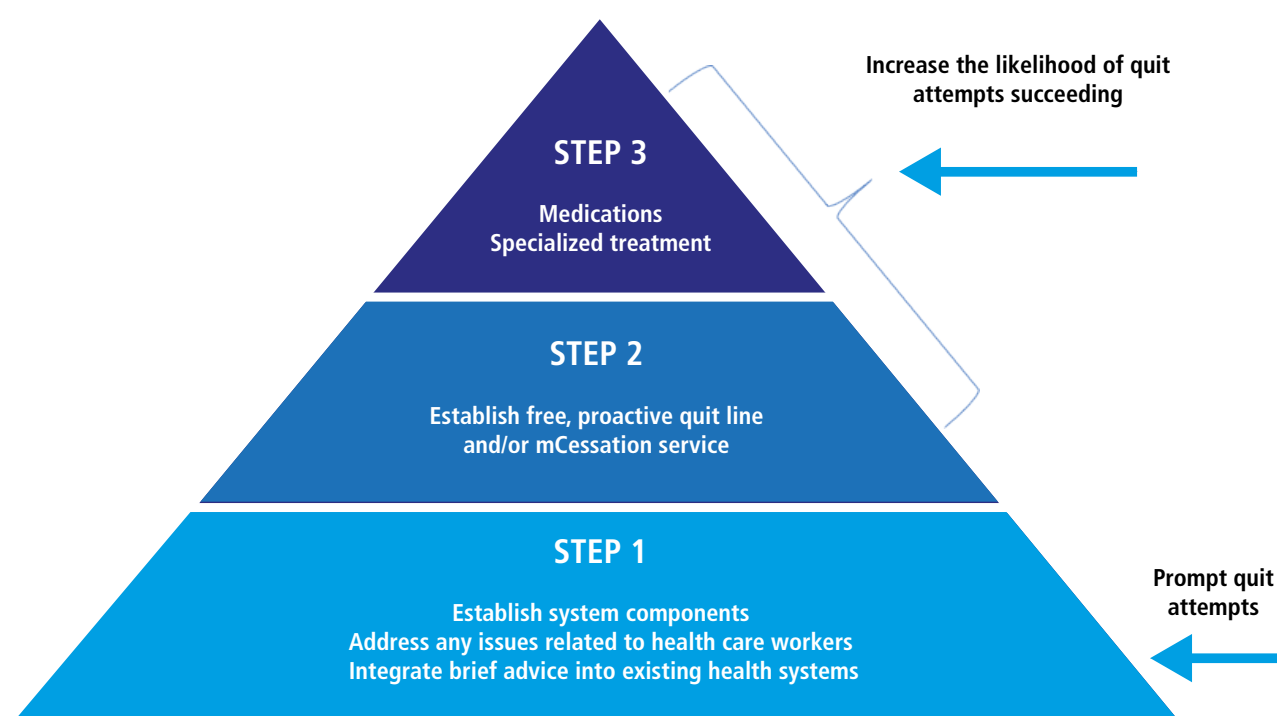 Increase the likelihood of quit
attempts succeeding
STEP 3
Medications
Specialized treatment
STEP 2
Establish free, proactive quit line
and/or mCessation service
STEP 1
Establish system components
Address any issues related to health care workers
Integrate brief advice into existing health systems
Prompt quit
attempts